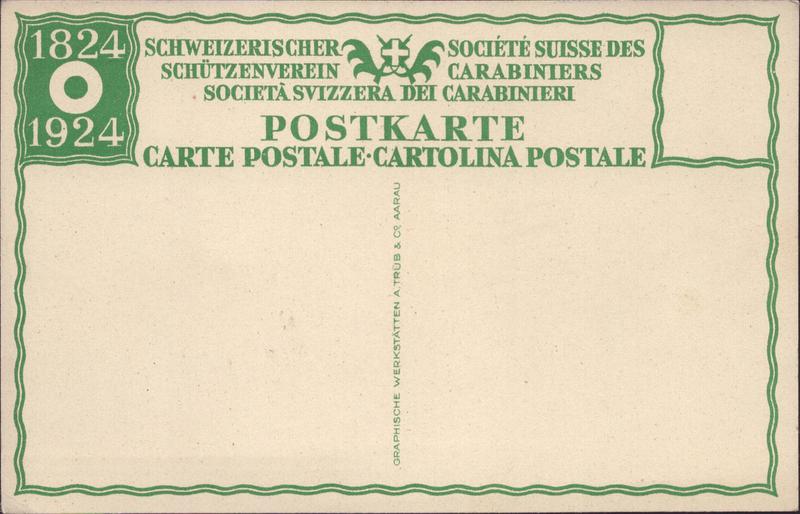 1824
1924
SCHWEIZERISCHER
SCHÜTZENVEREIN
SOCIÉTÉ SUISSE DES
CARABINIERS
SOCIETÀ SVIZZERA DEI CARABINIERI
POSTKARTE
CARTE POSTALE·CARTOLINA POSTALE
GRAPHISCHE WERKSTÄTTEN A. TRÜB & Co. AARAU